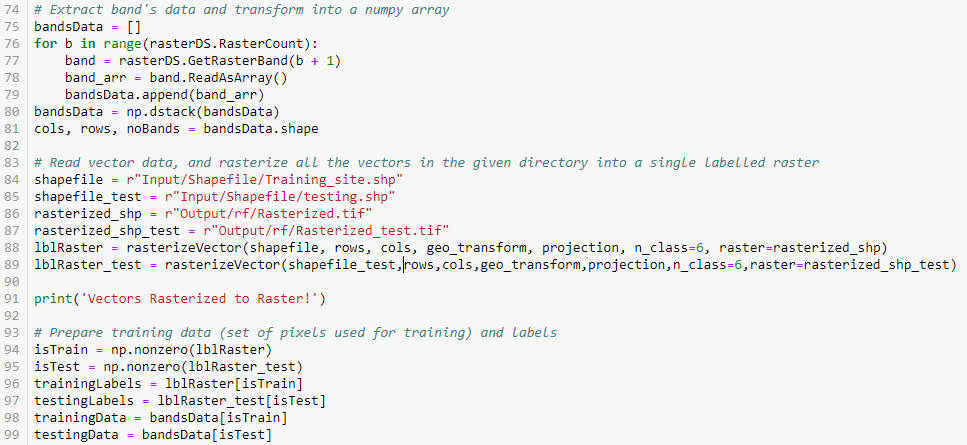 74 # Extract band's data and transform into a numpy array
75 bandsData = []
76 for b in range(rasterDS.RasterCount):
77     band = rasterDS.GetRasterBand(b + 1)
78     band_arr = band.ReadAsArray()
79     bandsData.append(band_arr)
80 bandsData = np.dstack(bandsData)
81 cols, rows, noBands = bandsData.shape
82
83 # Read vector data, and rasterize all the vectors in the given directory into a single labelled raster
84 shapefile = r"Input/Shapefile/Training_site.shp"
85 shapefile_test = r"Input/Shapefile/testing.shp"
86 rasterized_shp = r"Output/rf/Rasterized.tif"
87 rasterized_shp_test = r"Output/rf/Rasterized_test.tif"
88 lblRaster = rasterizeVector(shapefile, rows, cols, geo_transform, projection, n_class=6, raster=rasterized_shp)
89 lblRaster_test = rasterizeVector(shapefile_test,rows,cols,geo_transform,projection,n_class=6,raster=rasterized_shp_test)
90
91 print('Vectors Rasterized to Raster!')
92
93 # Prepare training data (set of pixels used for training) and labels
94 isTrain = np.nonzero(lblRaster)
95 isTest = np.nonzero(lblRaster_test)
96 trainingLabels = lblRaster[isTrain]
97 testingLabels = lblRaster_test[isTest]
98 trainingData = bandsData[isTrain]
99 testingData = bandsData[isTest]